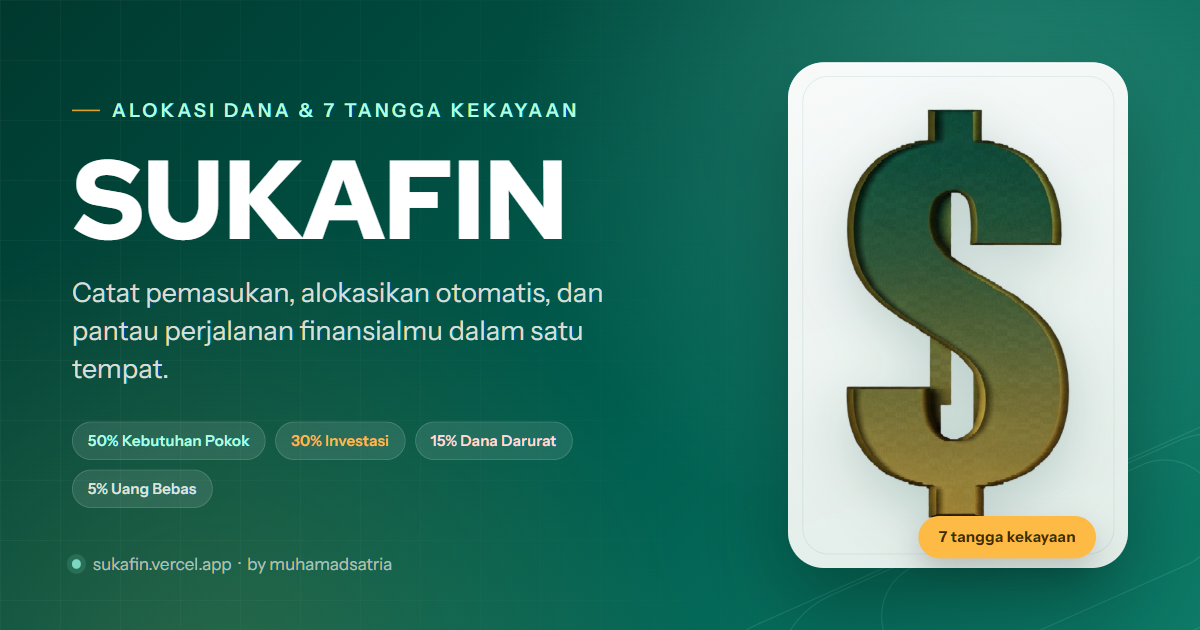 ALOKASI DANA & 7 TANGGA KEKAYAAN
SUKAFIN
Catat pemasukan, alokasikan otomatis, dan
pantau perjalanan finansialmu dalam satu
tempat.
50% Kebutuhan Pokok
30% Investasi
15% Dana Darurat
5% Uang Bebas
sukafin.vercel.app · by muhamadsatria
$
7 tangga kekayaan